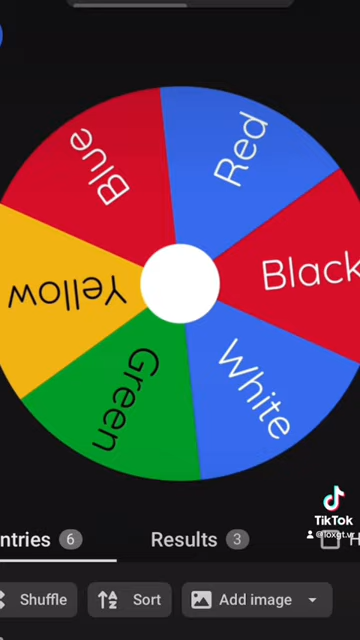 Red
Blue
Black
Yellow
White
Green
TikTok
ntries 6
Results 3
H
Shuffle
Sort
Add image